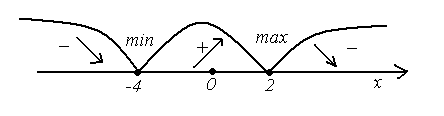 min max
− + −
-4 0 2
x